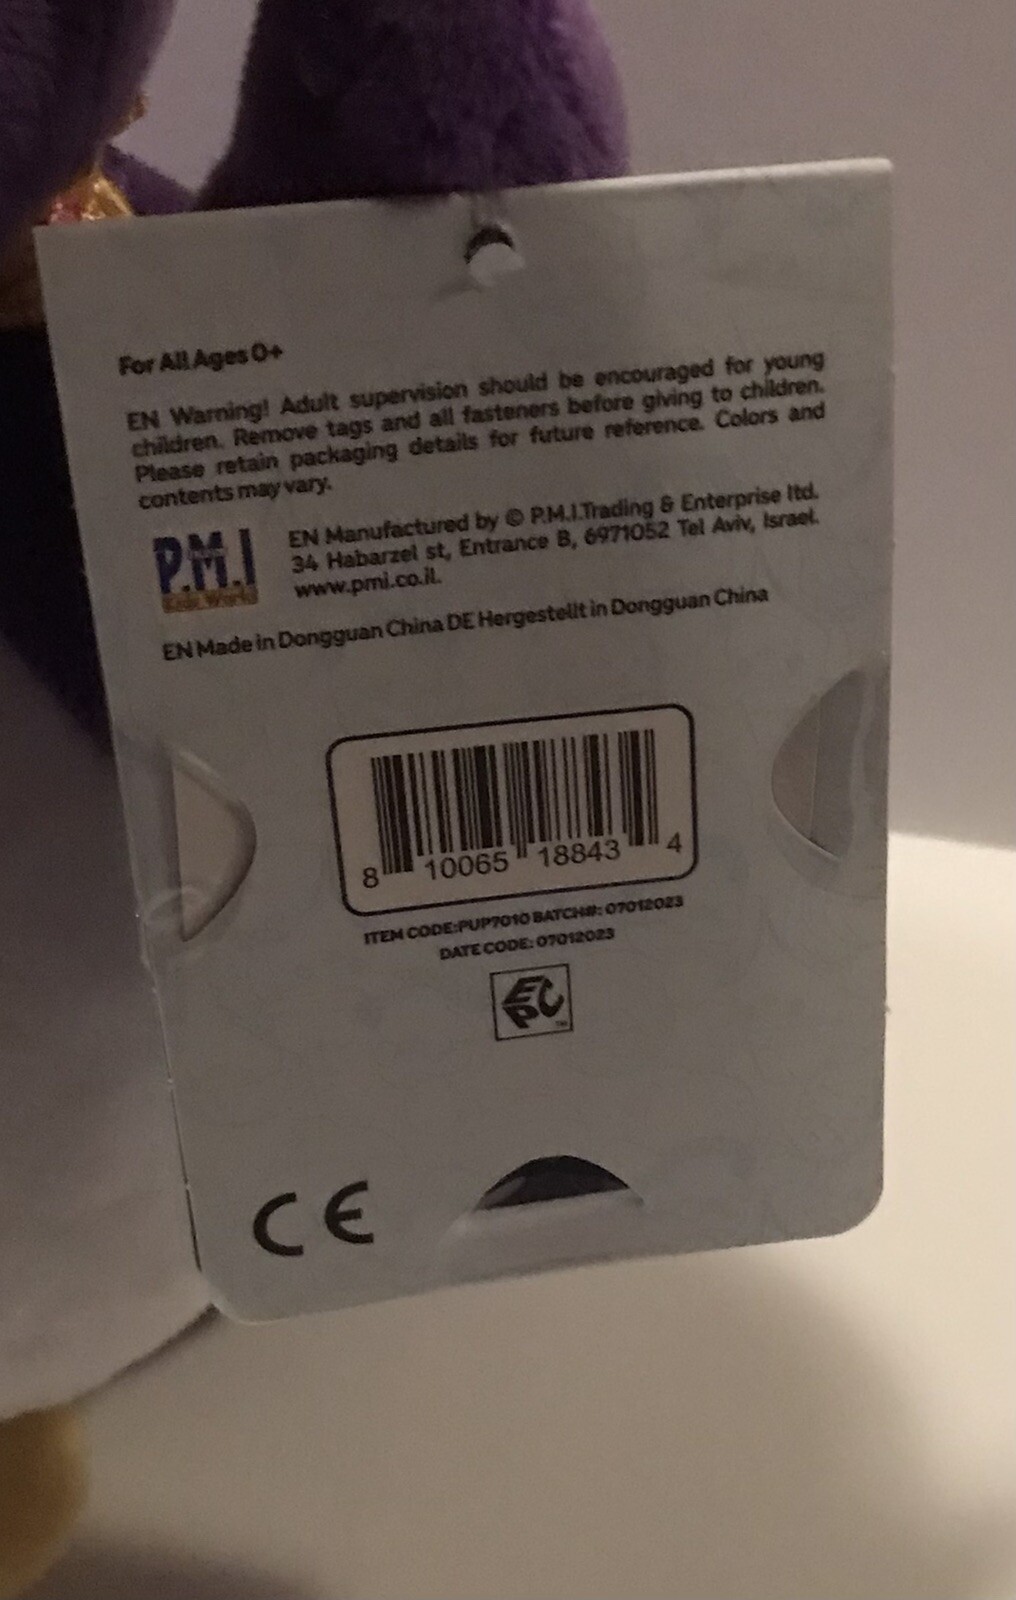 For All Ages 0+
EN Warning! Adult supervision should be encouraged for young
children. Remove tags and all fasteners before giving to children.
Please retain packaging details for future reference. Colors and
contents may vary.
P.M.I
Kids World
EN Manufactured by © P.M.I.Trading & Enterprise ltd.
34 Habarzel st, Entrance B, 6971052 Tel Aviv, Israel.
www.pmi.co.il.
EN Made in Dongguan China DE Hergestellt in Dongguan China
8 10065 18843 4
ITEM CODE:PUP7010 BATCH#: 07012023
DATE CODE: 07012023
EPC TM
CE